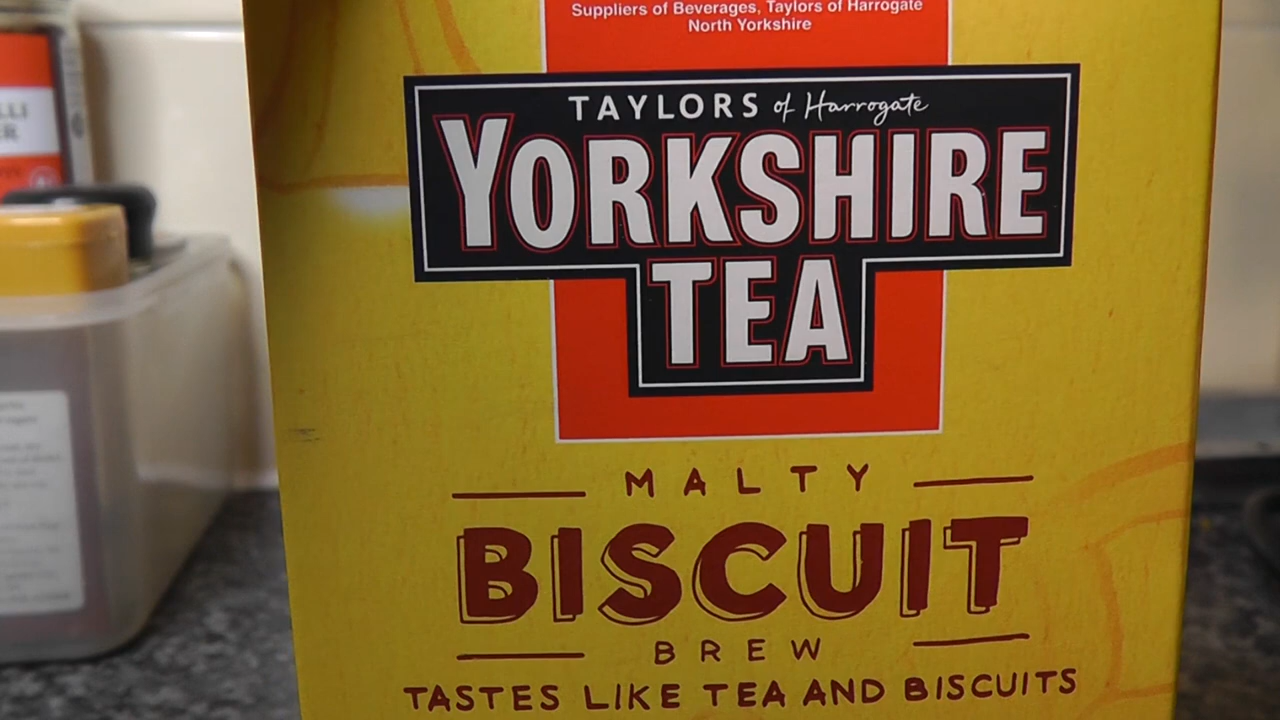 Suppliers of Beverages, Taylors of Harrogate
North Yorkshire
TAYLORS of Harrogate
YORKSHIRE
TEA
MALTY
BISCUIT
BREW
TASTES LIKE TEA AND BISCUITS